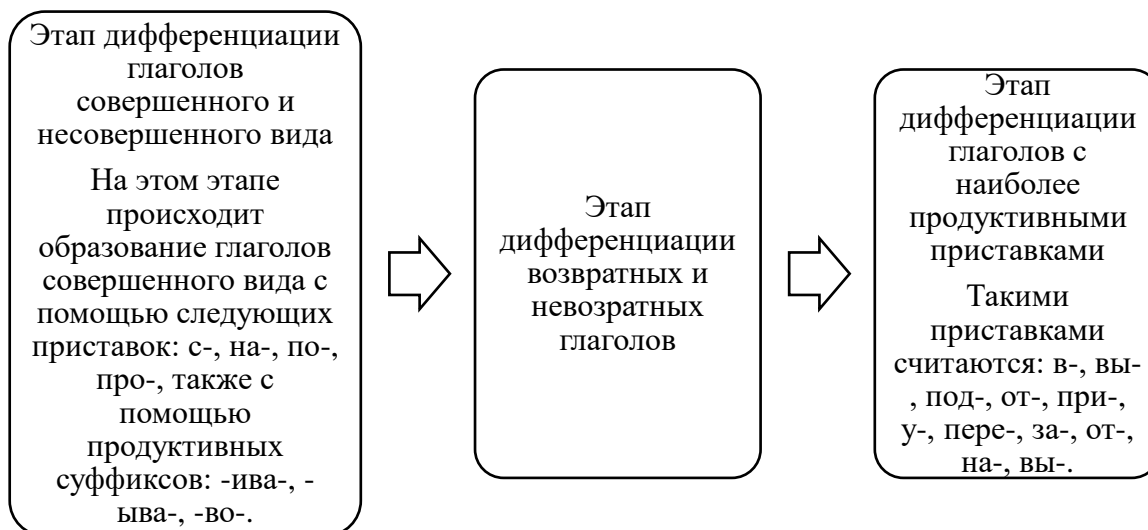 Этап дифференциации
глаголов
совершенного и
несовершенного вида
На этом этапе
происходит
образование глаголов
совершенного вида с
помощью следующих
приставок: с-, на-, по-,
про-, также с
помощью
продуктивных
суффиксов: -ива-, -
ыва-, -во-.
Этап
дифференциации
возвратных и
невозратных
глаголов
Этап
дифференциации
глаголов с
наиболее
продуктивными
приставками
Такими
приставками
считаются: в-, вы-
, под-, от-, при-,
у-, пере-, за-, от-,
на-, вы-.